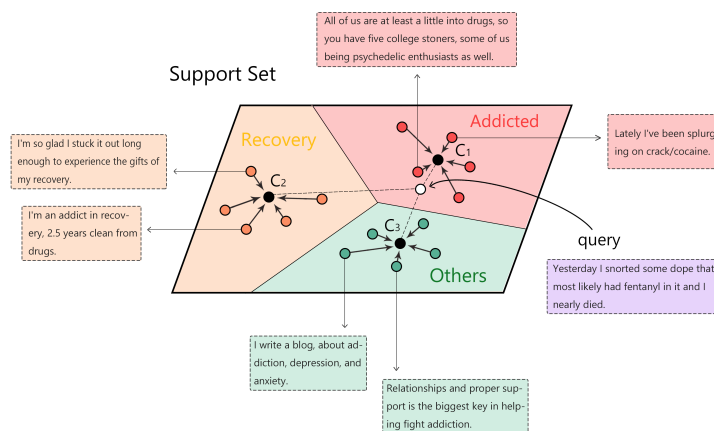 All of us are at least a little into drugs, so
you have five college stoners, some of us
being psychedelic enthusiasts as well.
Support Set
Addicted
Recovery
Lately I've been splurg-
ing on crack/cocaine.
I'm so glad I stuck it out long
enough to experience the gifts of
my recovery.
C1
C2
I'm an addict in recov-
ery, 2.5 years clean from
drugs.
C3
query
Others
Yesterday I snorted some dope that
most likely had fentanyl in it and I
nearly died.
I write a blog, about ad-
diction, depression, and
anxiety.
Relationships and proper sup-
port is the biggest key in help-
ing fight addiction.